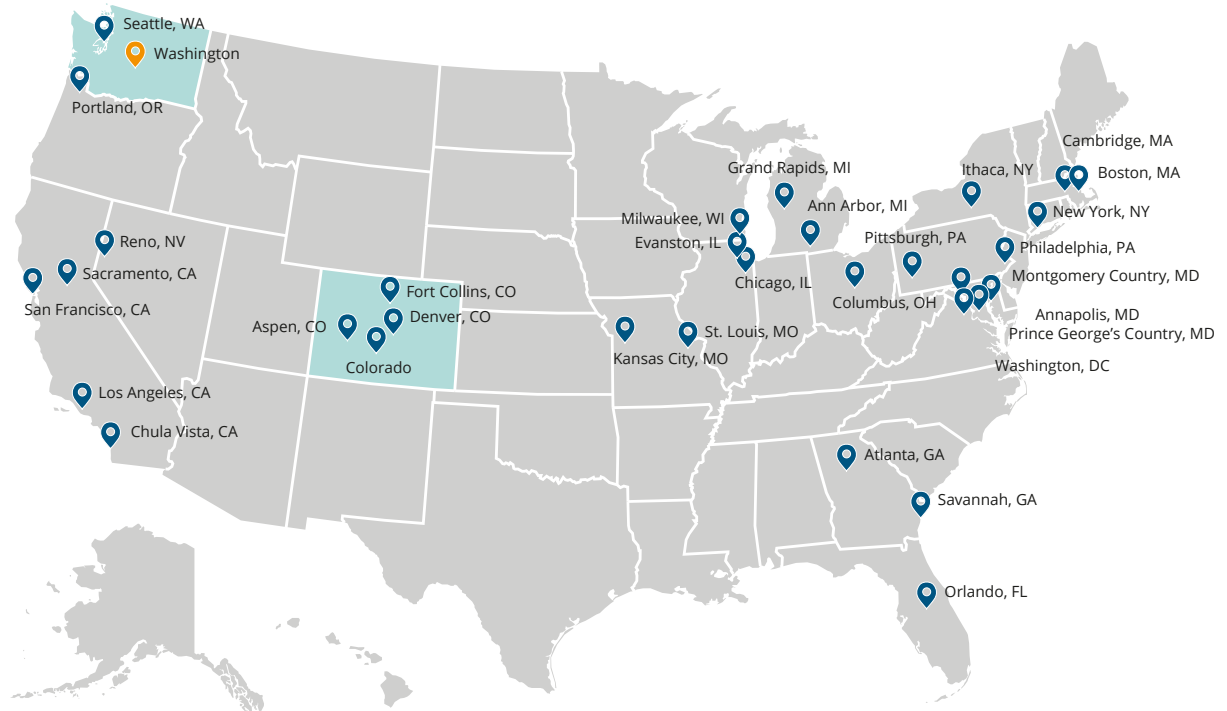 Seattle, WA
Washington
Portland, OR
Cambridge, MA
Grand Rapids, MI
Ithaca, NY
Boston, MA
Ann Arbor, MI
New York, NY
Milwaukee, WI
Pittsburgh, PA
Reno, NV
Evanston, IL
Philadelphia, PA
Sacramento, CA
Montgomery Country, MD
Chicago, IL
Fort Collins, CO
Columbus, OH
San Francisco, CA
Annapolis, MD
Denver, CO
Aspen, CO
St. Louis, MO
Prince George’s Country, MD
Kansas City, MO
Colorado
Washington, DC
Los Angeles, CA
Chula Vista, CA
Atlanta, GA
Savannah, GA
Orlando, FL